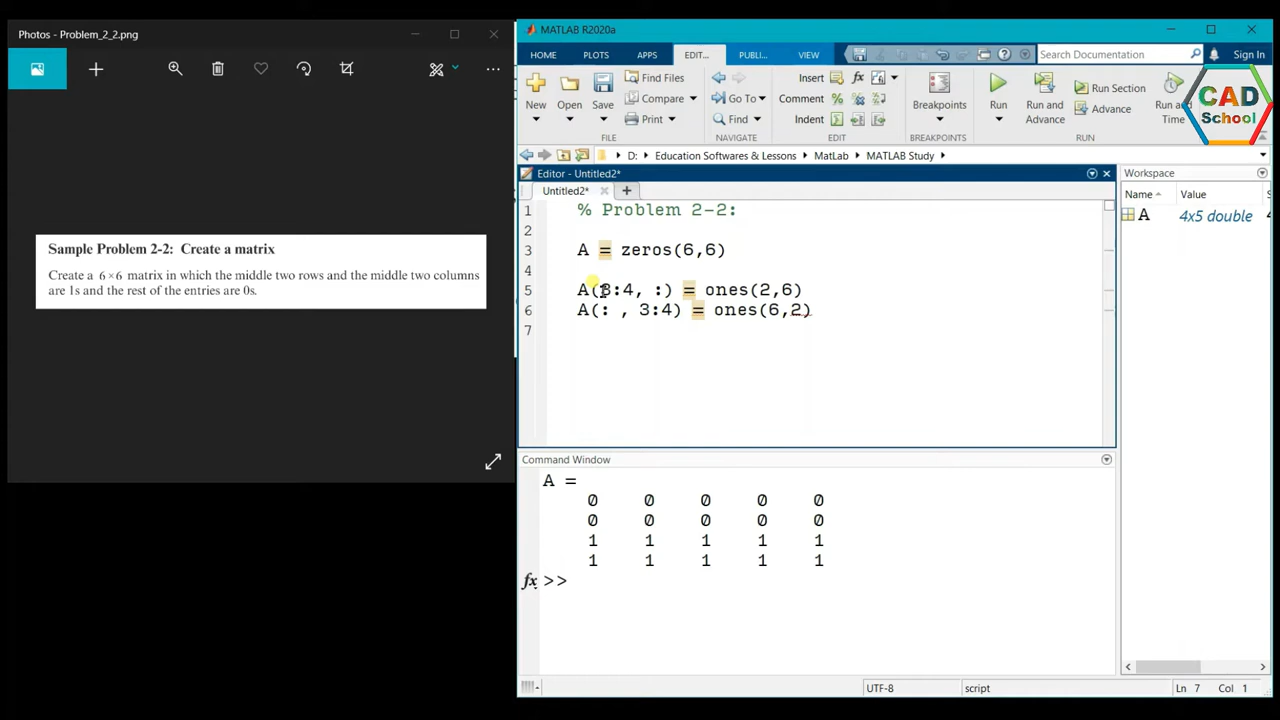 Photos - Problem_2_2.png
Sample Problem 2-2: Create a matrix
Create a 6×6 matrix in which the middle two rows and the middle two columns
are 1s and the rest of the entries are 0s.
MATLAB R2020a
HOME PLOTS APPS EDIT... PUBLI... VIEW Search Documentation Sign In
New Open Save Find Files Compare Print Go To Find Insert Comment Indent Breakpoints Run Run and Advance Run Section Advance Run and Time
FILE NAVIGATE EDIT BREAKPOINTS RUN
CAD
School
D: Education Softwares & Lessons MatLab MATLAB Study
Editor - Untitled2*
Untitled2*
1 % Problem 2-2:
2
3 A = zeros(6,6)
4
5 A(3:4, :) = ones(2,6)
6 A(: , 3:4) = ones(6,2)
7
Workspace
Name Value
A 4x5 double
Command Window
A =
0 0 0 0 0
0 0 0 0 0
1 1 1 1 1
1 1 1 1 1
fx >>
UTF-8 script Ln 7 Col 1